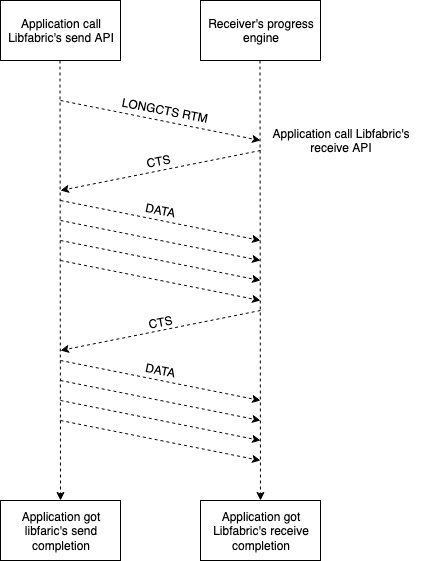 Application call
Libfabric's send API
Receiver's progress
engine
LONGCTS RTM
Application call Libfabric's
receive API
CTS
DATA
CTS
DATA
Application got
libfaric's send
completion
Application got
Libfabric's receive
completion